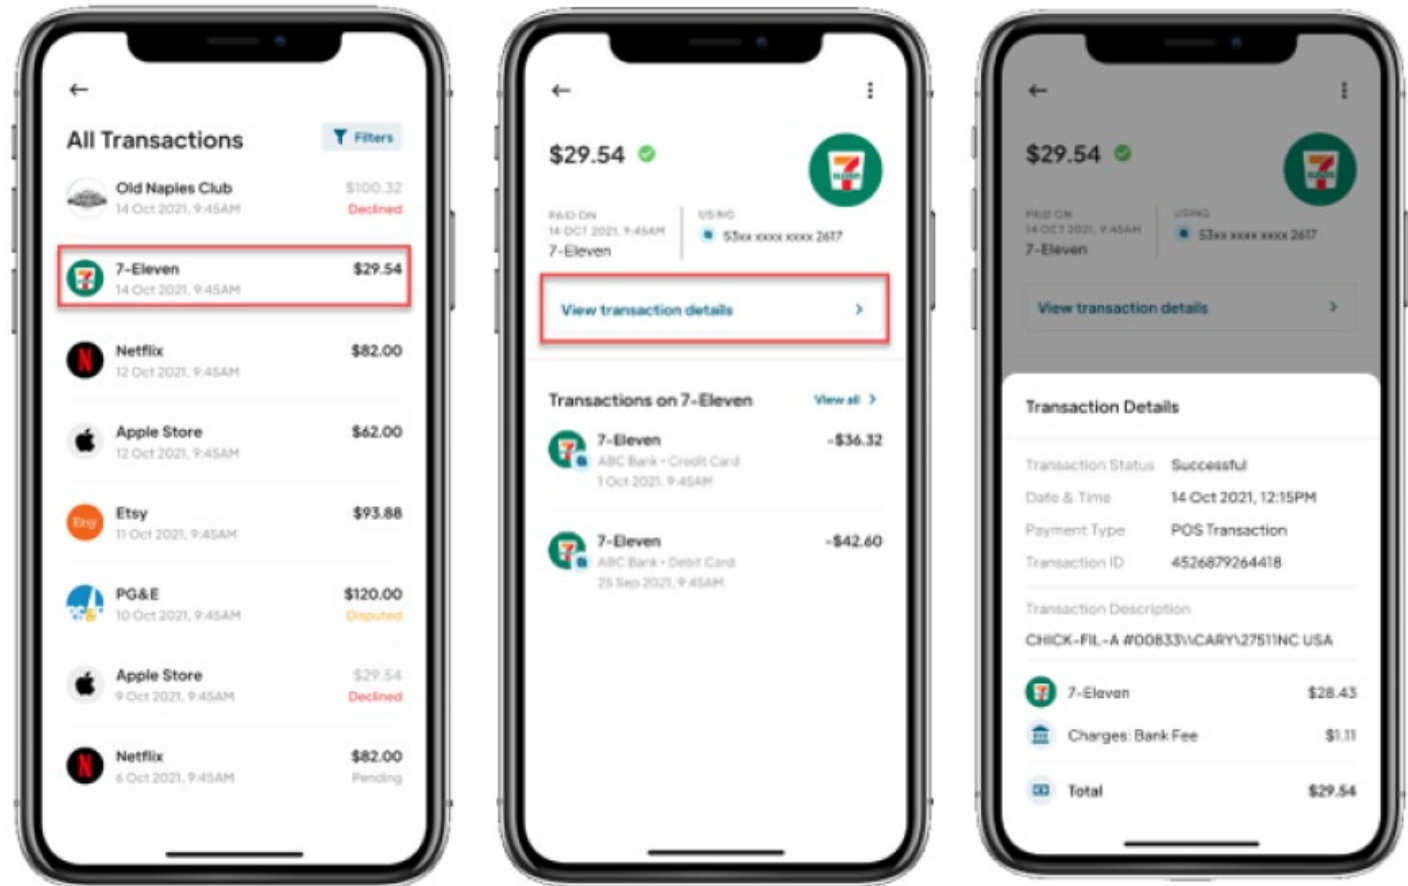 All Transactions
Filters
Old Naples Club
$100.32
14 Oct 2021, 9:45AM
Declined
7-Eleven
$29.54
14 Oct 2021, 9:45AM
Netflix
$82.00
12 Oct 2021, 9:45AM
Apple Store
$62.00
12 Oct 2021, 9:45AM
Etsy
Etsy
$93.88
11 Oct 2021, 9:45AM
PG&E
$120.00
10 Oct 2021, 9:45AM
Disputed
Apple Store
$29.54
9 Oct 2021, 9:45AM
Declined
Netflix
$82.00
6 Oct 2021, 9:45AM
Pending
$29.54
PAID ON
14 OCT 2021, 9:45AM
7-Eleven
USING
53xx xxxx xxxx 2617
View transaction details
Transactions on 7-Eleven
View all
7-Eleven
-$36.32
ABC Bank • Credit Card
1 Oct 2021, 9:45AM
7-Eleven
-$42.60
ABC Bank • Debit Card
25 Sep 2021, 9:45AM
$29.54
PAID ON
14 OCT 2021, 9:45AM
7-Eleven
USING
53xx xxxx xxxx 2617
View transaction details
Transaction Details
Transaction Status Successful
Date & Time 14 Oct 2021, 12:15PM
Payment Type POS Transaction
Transaction ID 4526879264418
Transaction Description
CHICK-FIL-A #00833\\CARY\27511NC USA
7-Eleven $28.43
Charges: Bank Fee $1.11
Total $29.54